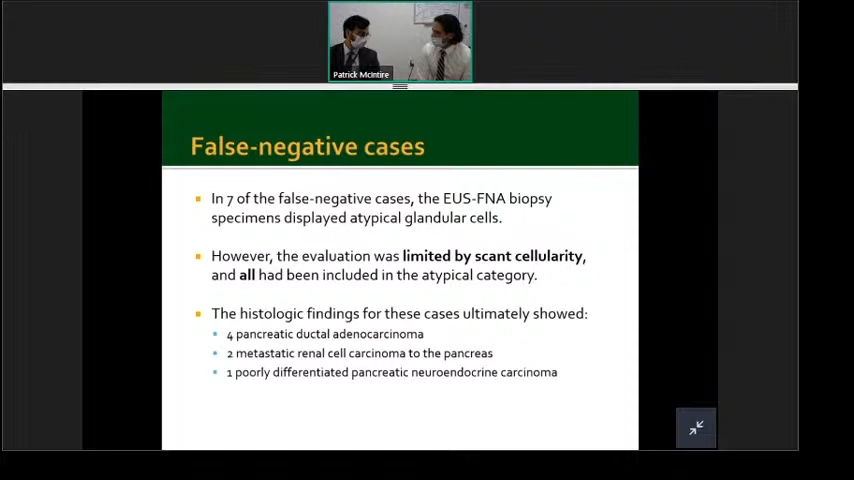 Patrick McIntire
False-negative cases
In 7 of the false-negative cases, the EUS-FNA biopsy
specimens displayed atypical glandular cells.
However, the evaluation was limited by scant cellularity,
and all had been included in the atypical category.
The histologic findings for these cases ultimately showed:
4 pancreatic ductal adenocarcinoma
2 metastatic renal cell carcinoma to the pancreas
1 poorly differentiated pancreatic neuroendocrine carcinoma